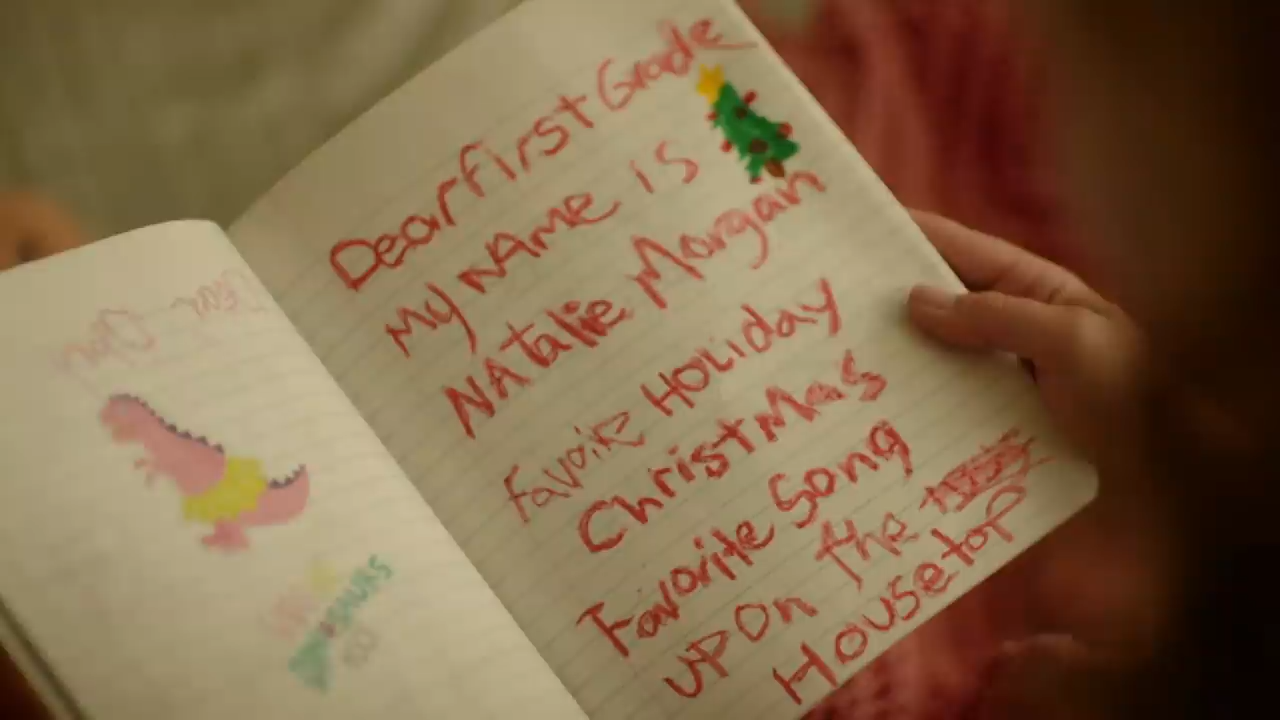 Dear First Grade
My NAme is
NAtalie Morgan
Favoite HoLiday
ChristMas
Favorite Song
UP On the
Housetop